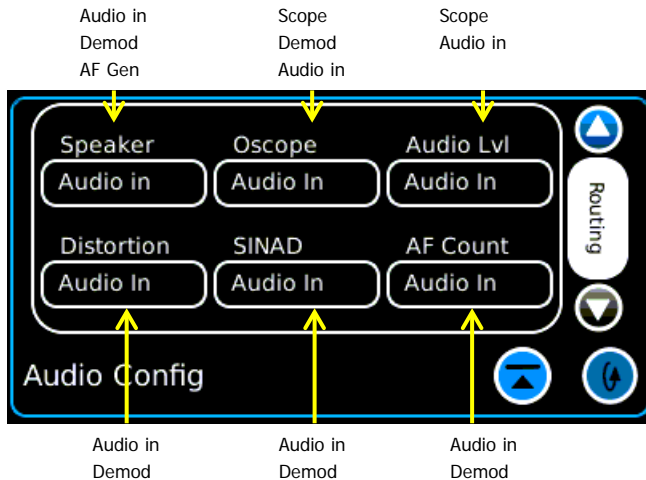 Audio in Scope Scope
Demod Demod Audio in
AF Gen Audio in
Speaker Oscope Audio Lvl
Audio in Audio In Audio In
Routing
Distortion SINAD AF Count
Audio In Audio In Audio In
Audio Config
Audio in Audio in Audio in
Demod Demod Demod